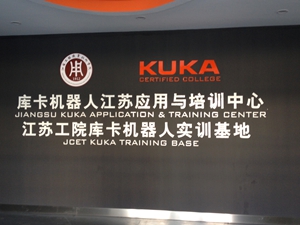 KUKA
CERTIFIED COLLEGE
库卡机器人江苏应用与培训中心
JIANGSU KUKA APPLICATION & TRAINING CENTER
江苏工院库卡机器人实训基地
JCET KUKA TRAINING BASE